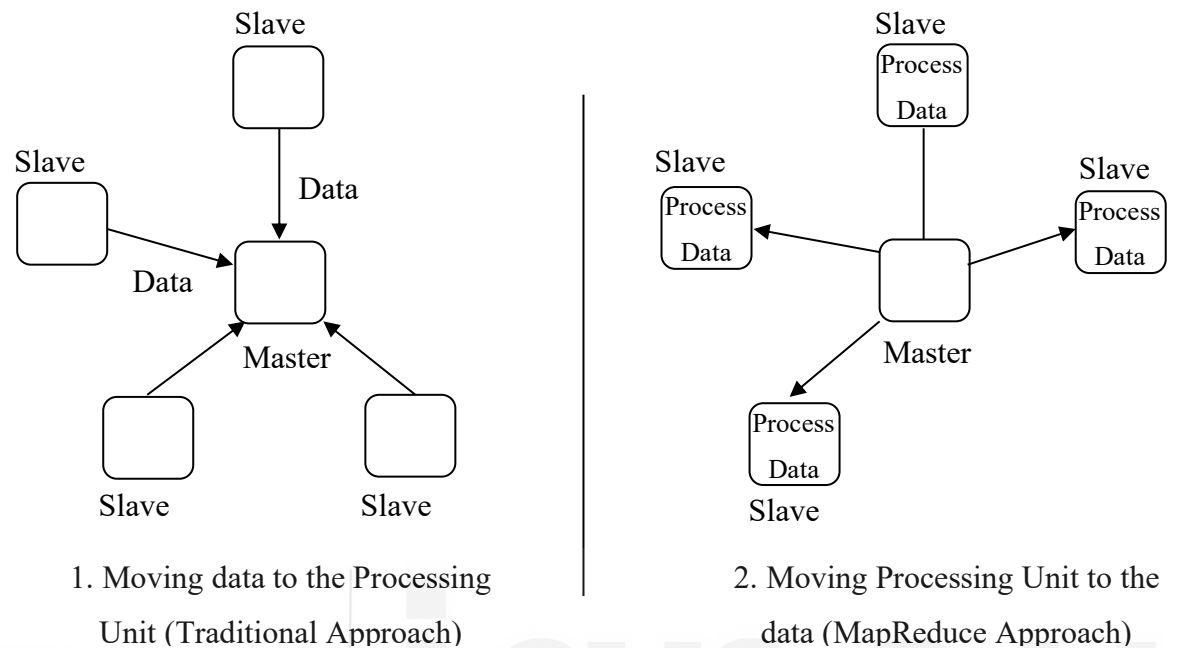 Slave
Data
Slave
Data
Master
Slave
Slave
1. Moving data to the Processing
Unit (Traditional Approach)
Slave
Process
Data
Slave
Process
Data
Slave
Process
Data
Master
Process
Data
Slave
2. Moving Processing Unit to the
data (MapReduce Approach)